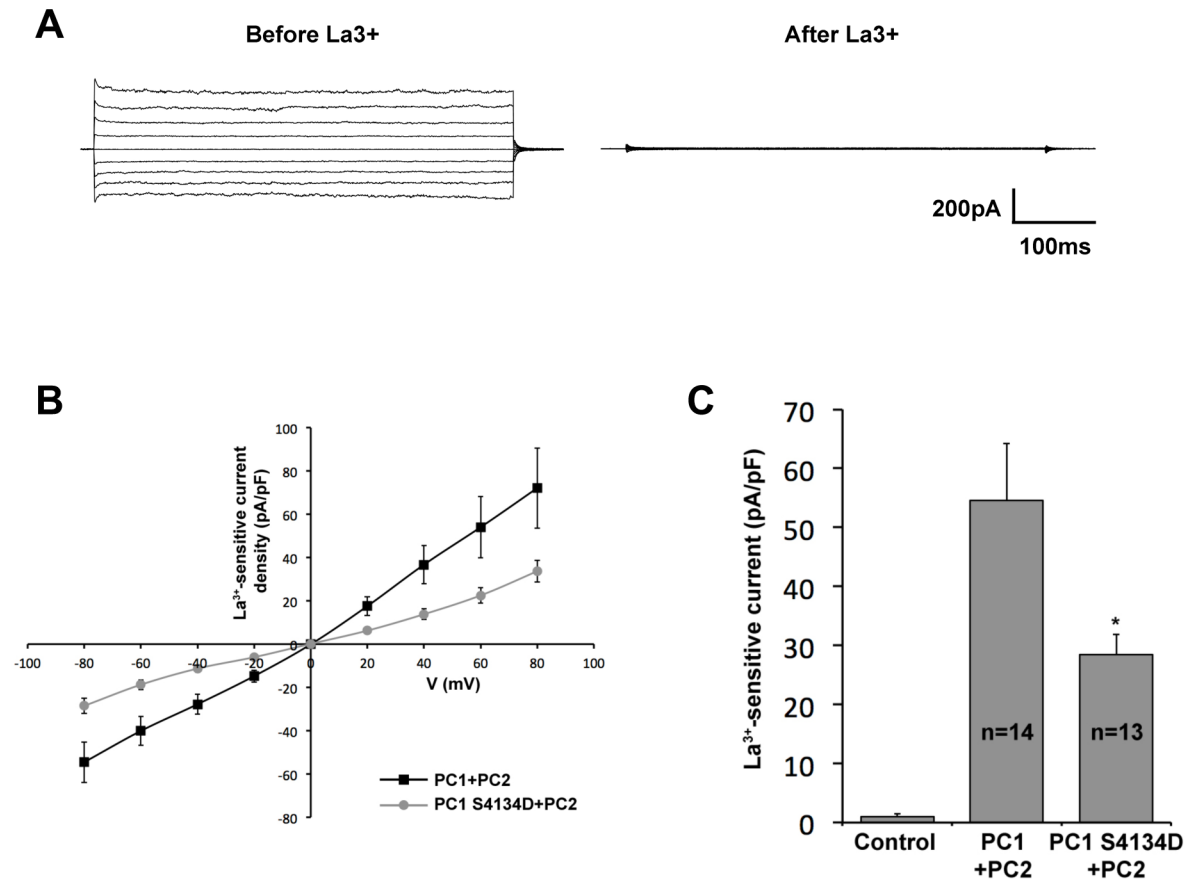 A
Before La3+
After La3+
200pA
100ms
B
La³⁺-sensitive current
density (pA/pF)
100
80
60
40
20
0
-20
-40
-60
-80
-100
-80
-60
-40
-20
0
20
40
60
80
100
V (mV)
PC1+PC2
PC1 S4134D+PC2
C
La³⁺-sensitive current (pA/pF)
70
60
50
40
30
20
10
0
*
n=14
n=13
Control
PC1
+PC2
PC1 S4134D
+PC2